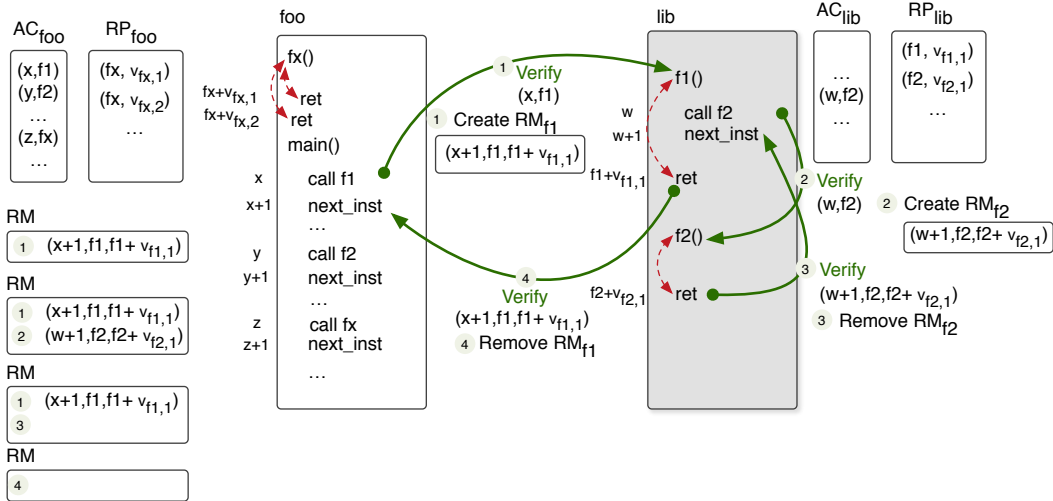 AC_foo
(x,f1)
(y,f2)
...
(z,fx)
...
RP_foo
(fx, v_fx,1)
(fx, v_fx,2)
...
foo
fx()
fx+v_fx,1
ret
fx+v_fx,2
ret
main()
x call f1
x+1 next_inst
...
y call f2
y+1 next_inst
...
z call fx
z+1 next_inst
...
1
Verify
(x,f1)
1 Create RM_f1
(x+1,f1,f1+ v_f1,1)
4
Verify
(x+1,f1,f1+ v_f1,1)
4 Remove RM_f1
lib
f1()
w call f2
w+1 next_inst
f1+v_f1,1 ret
f2()
f2+v_f2,1 ret
AC_lib
...
(w,f2)
...
RP_lib
(f1, v_f1,1)
(f2, v_f2,1)
...
2
Verify
(w,f2)
2 Create RM_f2
(w+1,f2,f2+ v_f2,1)
3 Verify
(w+1,f2,f2+ v_f2,1)
3 Remove RM_f2
RM
1 (x+1,f1,f1+ v_f1,1)
RM
1 (x+1,f1,f1+ v_f1,1)
2 (w+1,f2,f2+ v_f2,1)
RM
1 (x+1,f1,f1+ v_f1,1)
3
RM
4